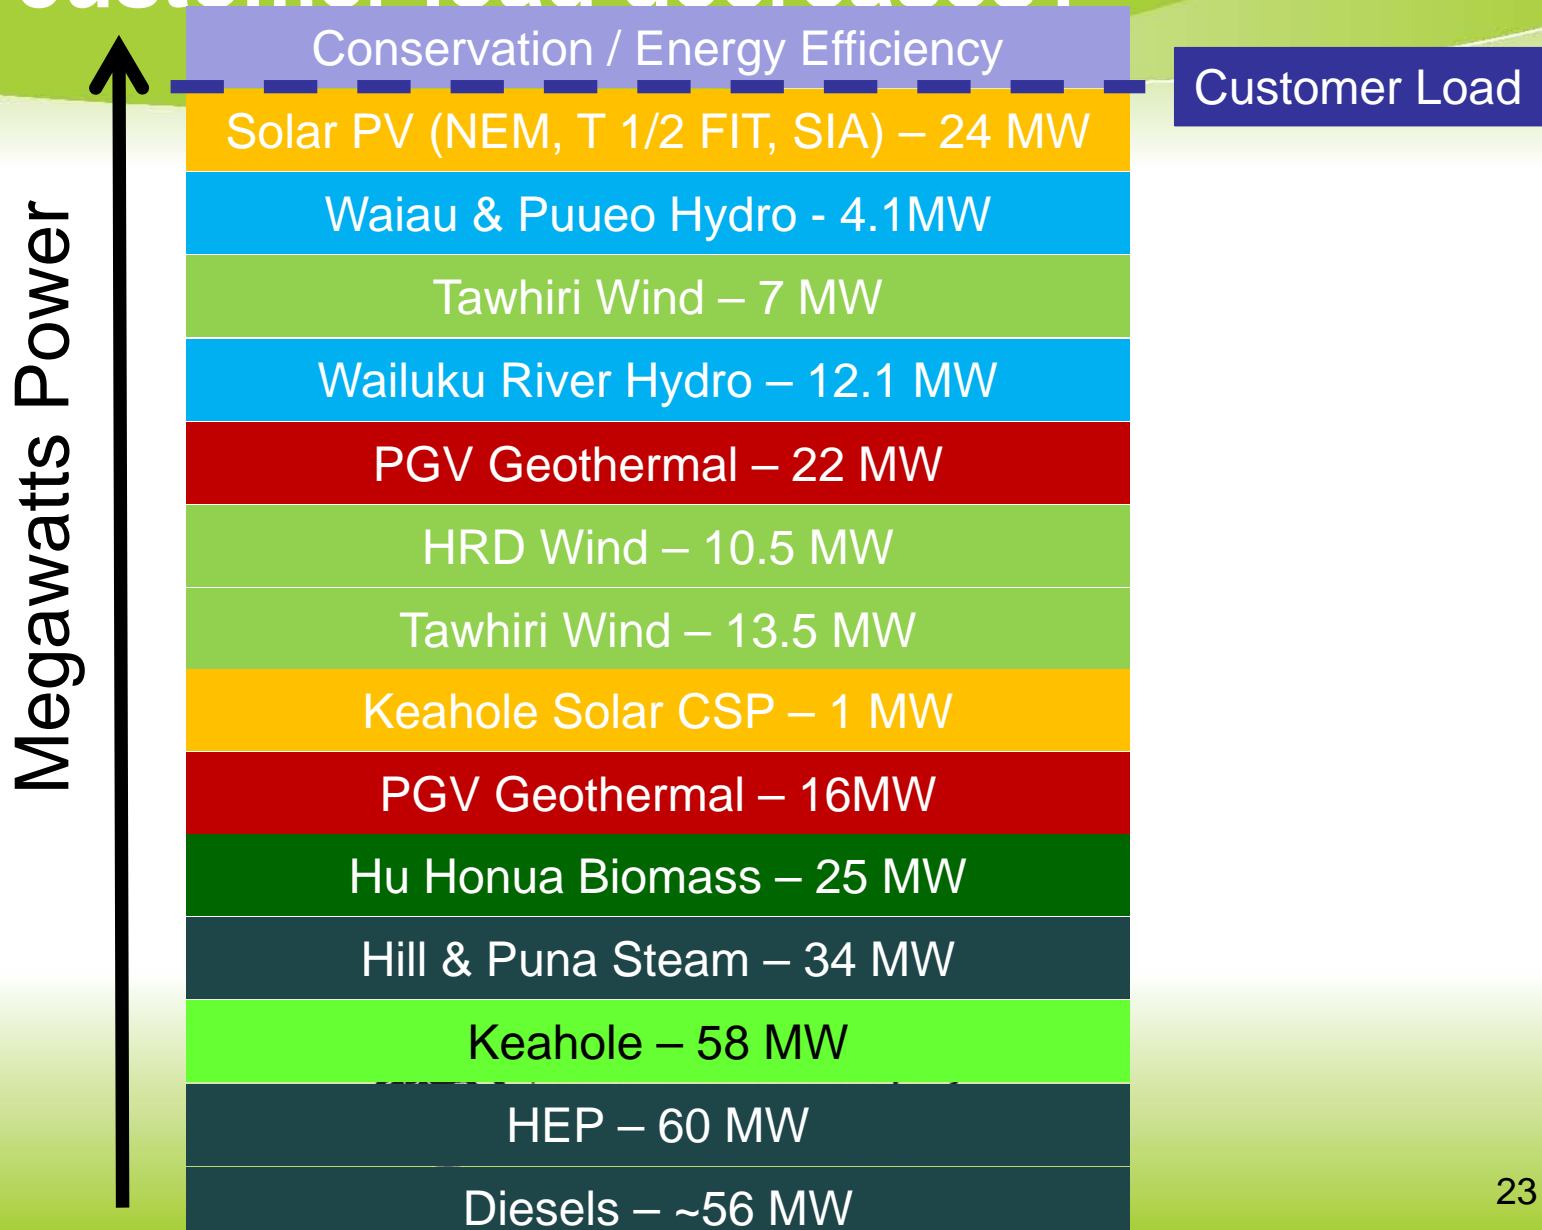 Conservation / Energy Efficiency
Customer Load
Solar PV (NEM, T 1/2 FIT, SIA) – 24 MW
Waiau & Puueo Hydro - 4.1MW
Tawhiri Wind – 7 MW
Wailuku River Hydro – 12.1 MW
PGV Geothermal – 22 MW
HRD Wind – 10.5 MW
Tawhiri Wind – 13.5 MW
Keahole Solar CSP – 1 MW
PGV Geothermal – 16MW
Hu Honua Biomass – 25 MW
Hill & Puna Steam – 34 MW
Keahole – 58 MW
HEP – 60 MW
Diesels – ~56 MW
Megawatts Power
23